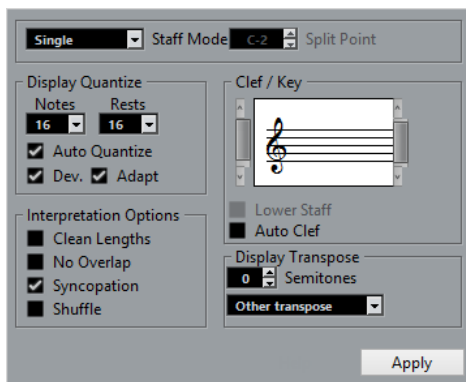 Single Staff Mode C-2 Split Point
Display Quantize
Notes Rests
16 16
Auto Quantize
Dev. Adapt
Interpretation Options
Clean Lengths
No Overlap
Syncopation
Shuffle
Clef / Key
Lower Staff
Auto Clef
Display Transpose
0 Semitones
Other transpose
Apply